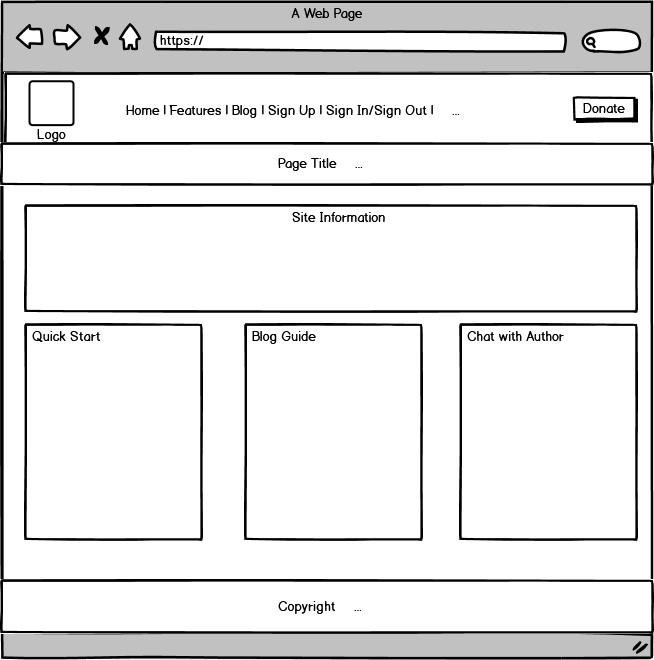 A Web Page
https://
Home | Features | Blog | Sign Up | Sign In/Sign Out | ...
Donate
Logo
Page Title ...
Site Information
Quick Start
Blog Guide
Chat with Author
Copyright ...